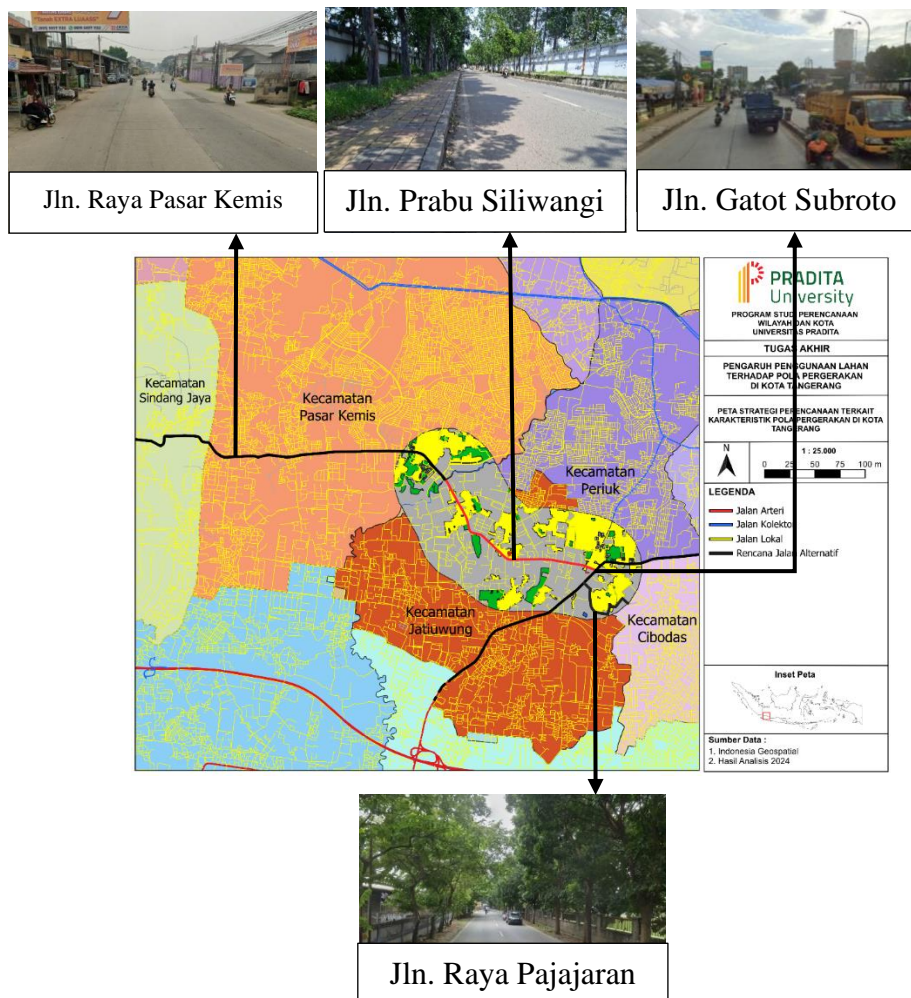 Jln. Raya Pasar Kemis
Jln. Prabu Siliwangi
Jln. Gatot Subroto
Kecamatan
Sindang Jaya
Kecamatan
Pasar Kemis
Kecamatan
Periuk
Kecamatan
Jatiuwung
Kecamatan
Cibodas
PRADITA
University
PROGRAM STUDI PERENCANAAN
WILAYAH DAN KOTA
UNIVERSITAS PRADITA
TUGAS AKHIR
PENGARUH PENGGUNAAN LAHAN
TERHADAP POLA PERGERAKAN
DI KOTA TANGERANG
PETA STRATEGI PERENCANAAN TERKAIT
KARAKTERISTIK POLA PERGERAKAN DI KOTA
TANGERANG
N
1 : 25.000
0 25 50 75 100 m
LEGENDA
Jalan Arteri
Jalan Kolektor
Jalan Lokal
Rencana Jalan Alternatif
Inset Peta
Sumber Data :
1. Indonesia Geospatial
2. Hasil Analisis 2024
Jln. Raya Pajajaran